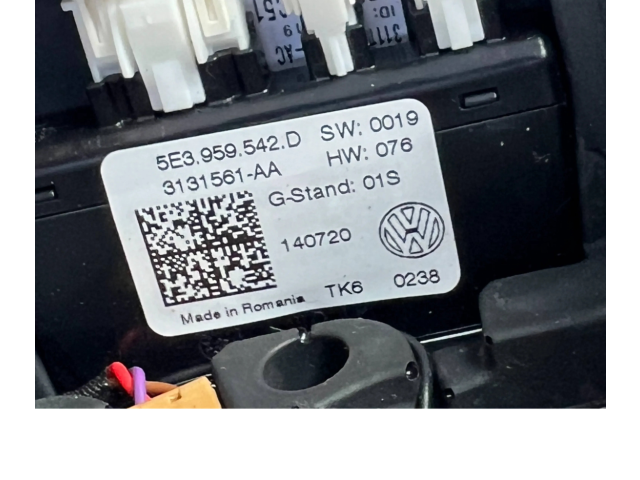 5E3.959.542.D SW: 0019
3131561-AA HW: 076
G-Stand: 01S
140720
Made in Romania TK6 0238